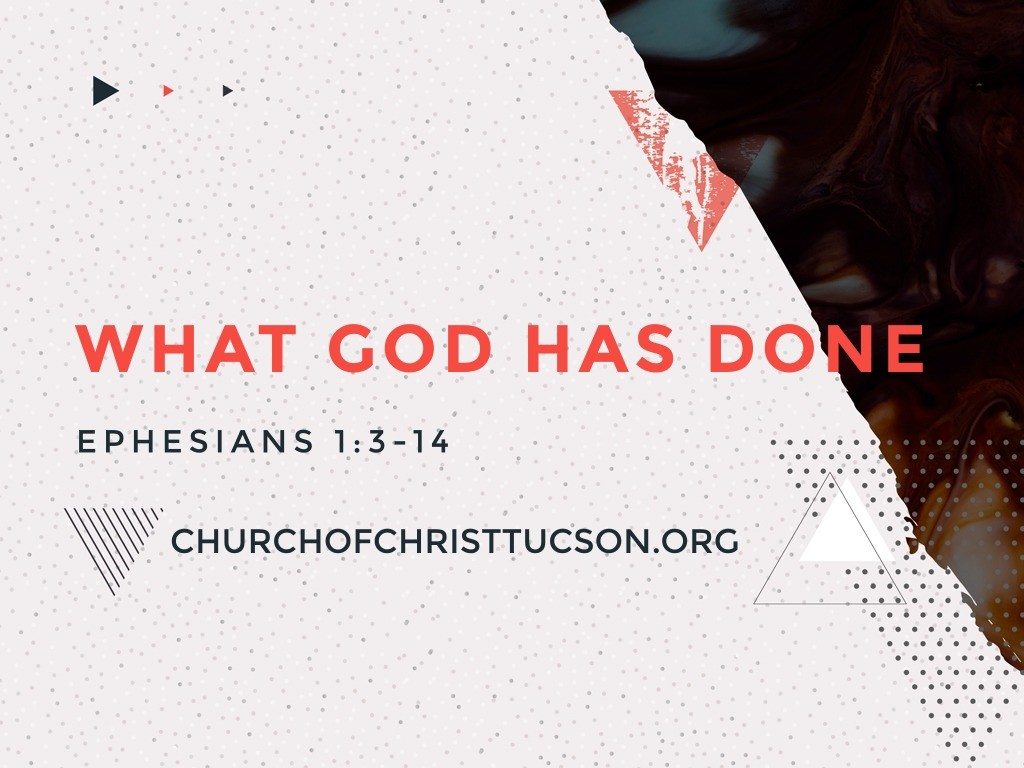 WHAT GOD HAS DONE
EPHESIANS 1:3-14
CHURCHOFCHRISTTUCSON.ORG